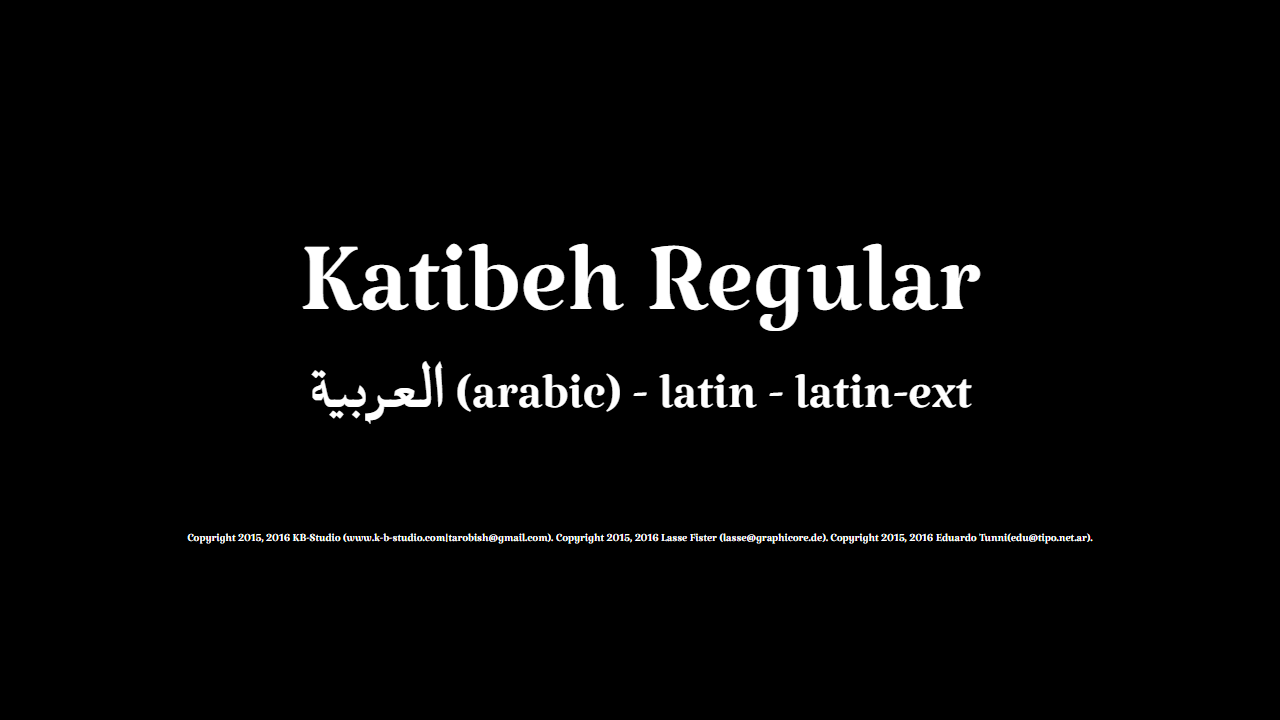 Katibeh Regular
العربية (arabic) - latin - latin-ext
Copyright 2015, 2016 KB-Studio (www.k-b-studio.com|tarobish@gmail.com). Copyright 2015, 2016 Lasse Fister (lasse@graphicore.de). Copyright 2015, 2016 Eduardo Tunni(edu@tipo.net.ar).